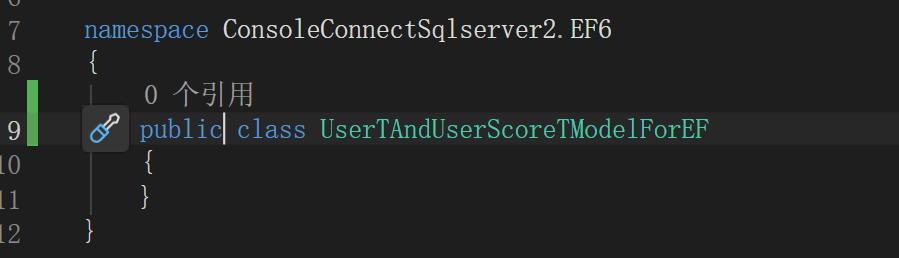 7 namespace ConsoleConnectSqlserver2.EF6
8 {
0 个引用
9 public class UserTAndUserScoreTModelForEF
10 {
11 }
12 }